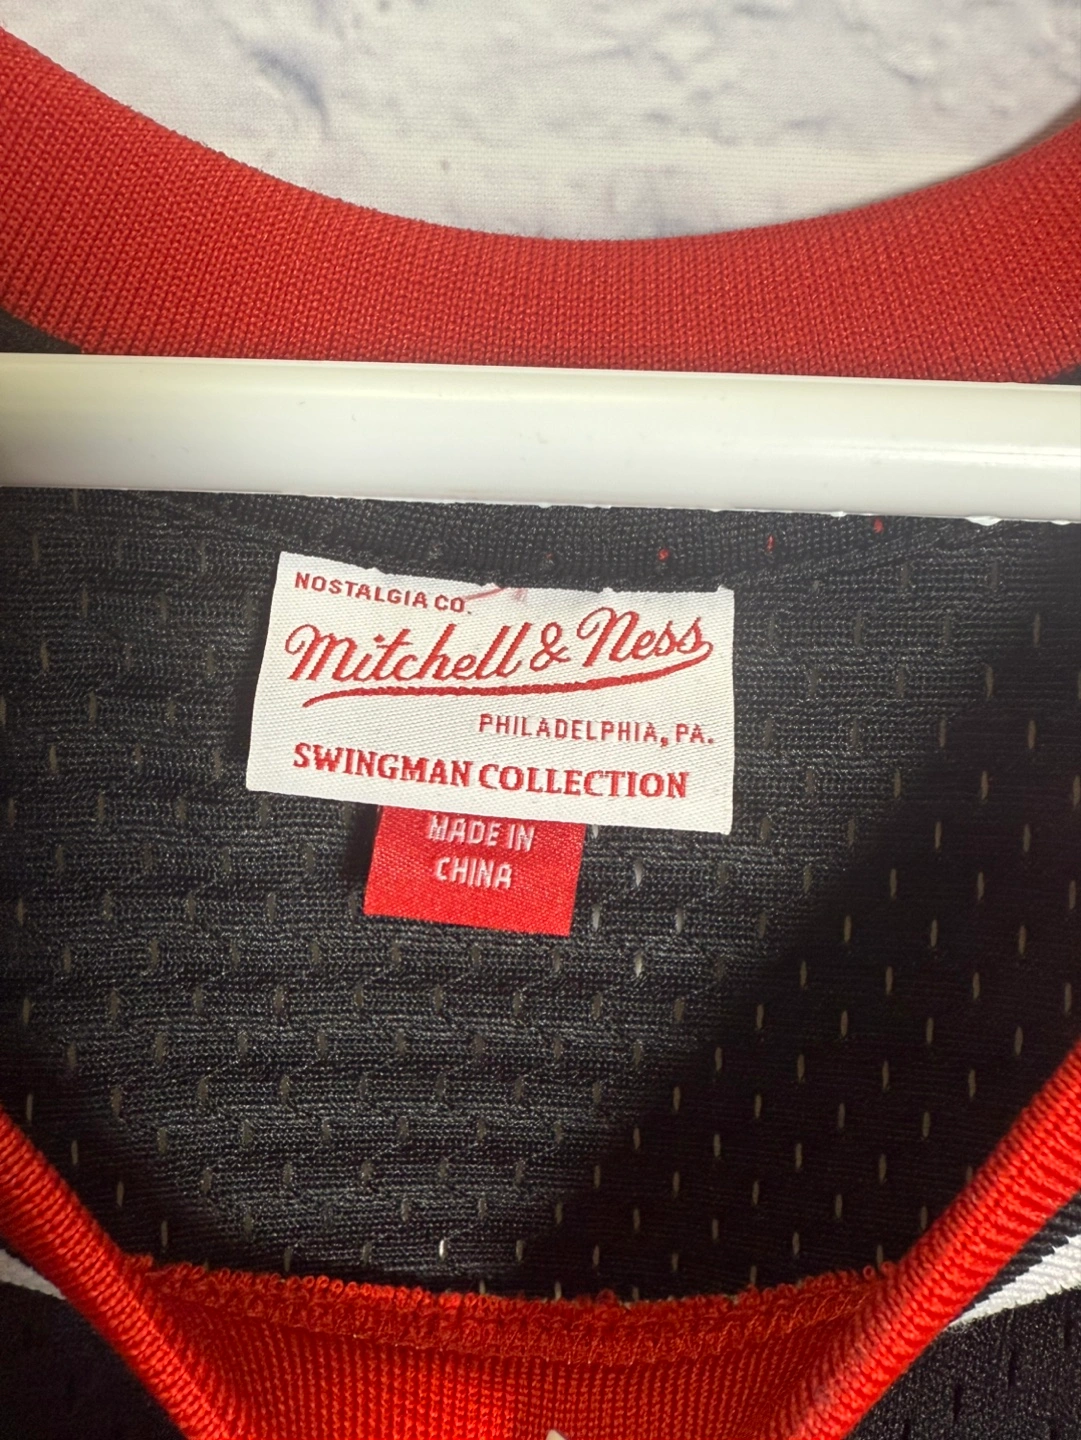 NOSTALGIA CO.
Mitchell & Ness
PHILADELPHIA, PA.
SWINGMAN COLLECTION
MADE IN
CHINA